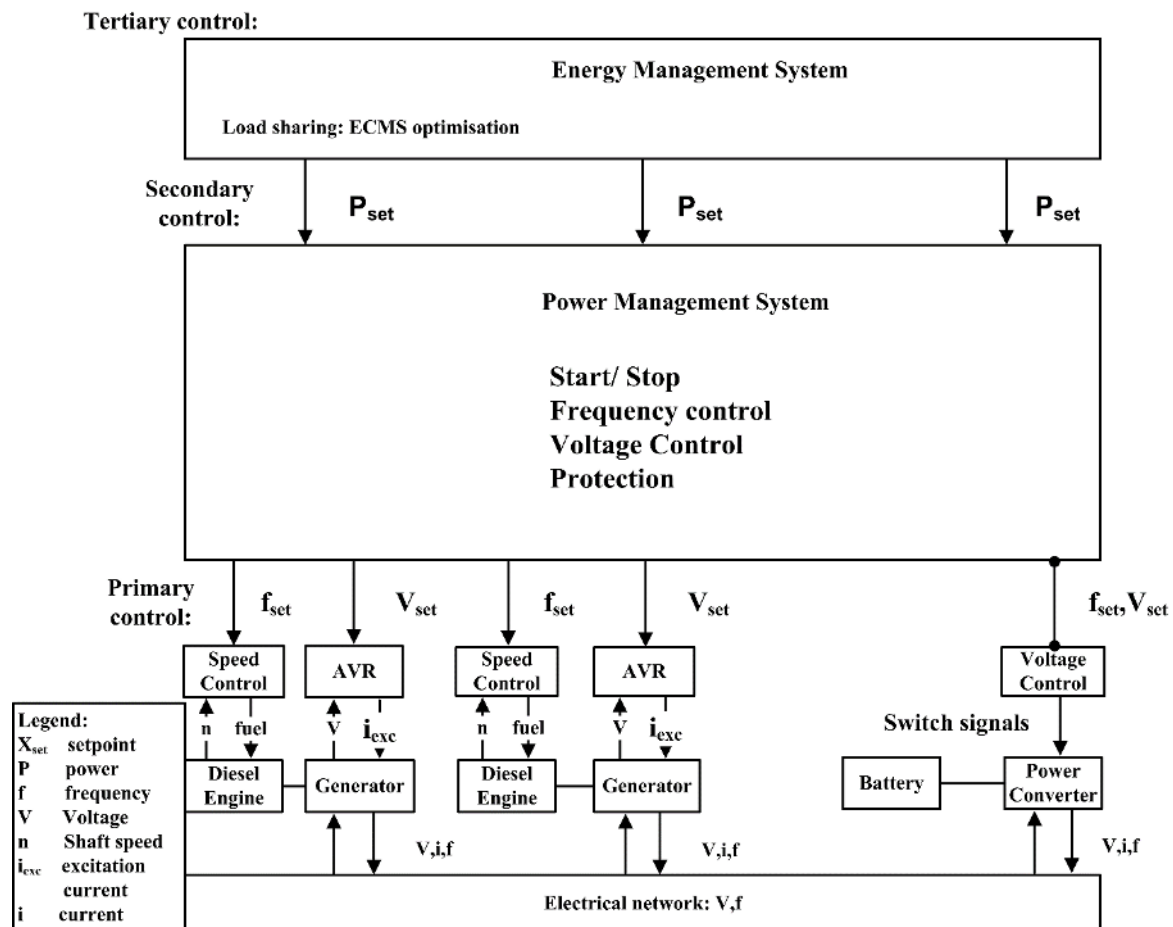 Tertiary control:
Energy Management System
Load sharing: ECMS optimisation
Secondary
control:
Pset
Pset
Pset
Power Management System
Start/ Stop
Frequency control
Voltage Control
Protection
Primary
control:
fset
Vset
fset
Vset
fset,Vset
Speed
Control
AVR
Speed
Control
AVR
Voltage
Control
n
fuel
V
iexc
n
fuel
V
iexc
Switch signals
Diesel
Engine
Generator
Diesel
Engine
Generator
Battery
Power
Converter
V,i,f
V,i,f
V,i,f
Electrical network: V,f
Legend:
Xset setpoint
P power
f frequency
V Voltage
n Shaft speed
iexc excitation
current
i current